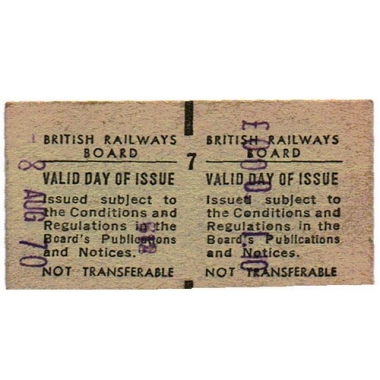 BRITISH RAILWAYS
BOARD
VALID DAY OF ISSUE
Issued subject to
the Conditions and
Regulations in the
Board's Publications
and Notices.
NOT TRANSFERABLE
7
BRITISH RAILWAYS
BOARD
VALID DAY OF ISSUE
Issued subject to
the Conditions and
Regulations in the
Board's Publications
and Notices.
NOT TRANSFERABLE
-8 AUG 70